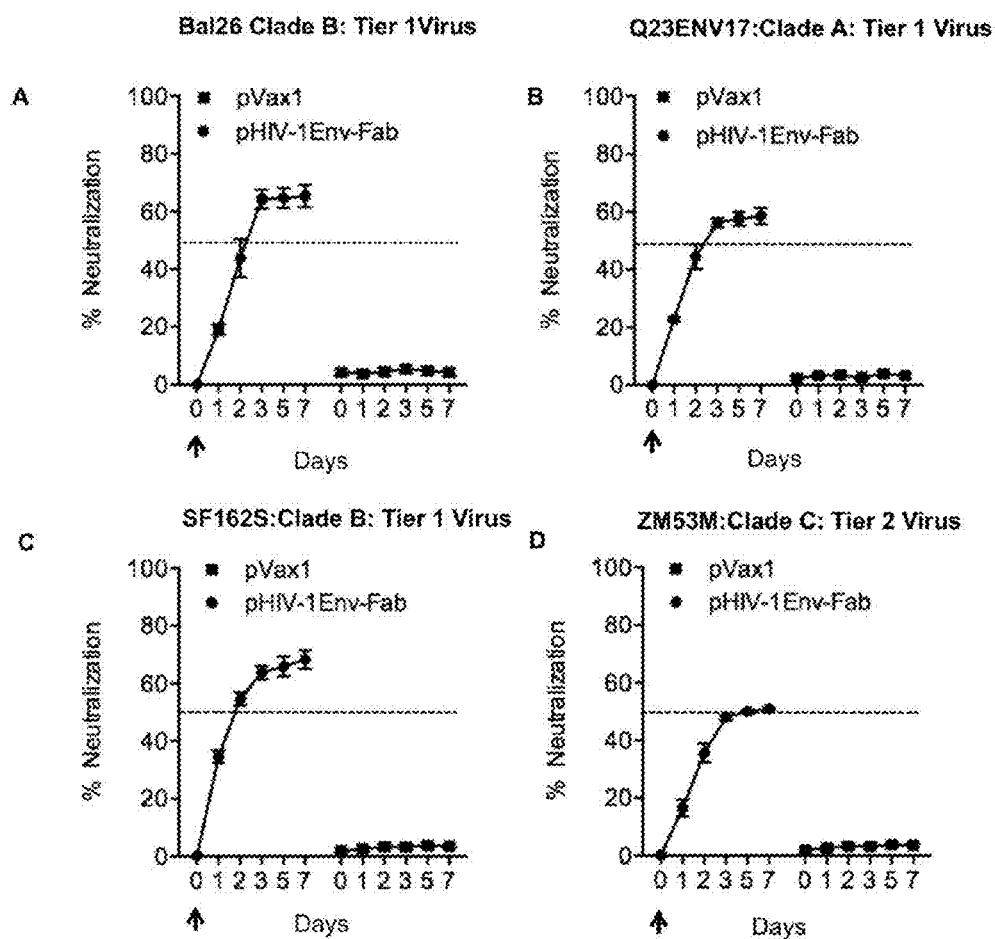 Bal26 Clade B: Tier 1Virus
A
100
80
60
40
20
0
% Neutralization
pVax1
pHIV-1Env-Fab
0 1 2 3 5 7 0 1 2 3 5 7
Days
Q23ENV17:Clade A: Tier 1 Virus
B
100
80
60
40
20
0
% Neutralization
pVax1
pHIV-1Env-Fab
0 1 2 3 5 7 0 1 2 3 5 7
Days
SF162S:Clade B: Tier 1 Virus
C
100
80
60
40
20
0
% Neutralization
pVax1
pHIV-1Env-Fab
0 1 2 3 5 7 0 1 2 3 5 7
Days
ZM53M:Clade C: Tier 2 Virus
D
100
80
60
40
20
0
% Neutralization
pVax1
pHIV-1Env-Fab
0 1 2 3 5 7 0 1 2 3 5 7
Days